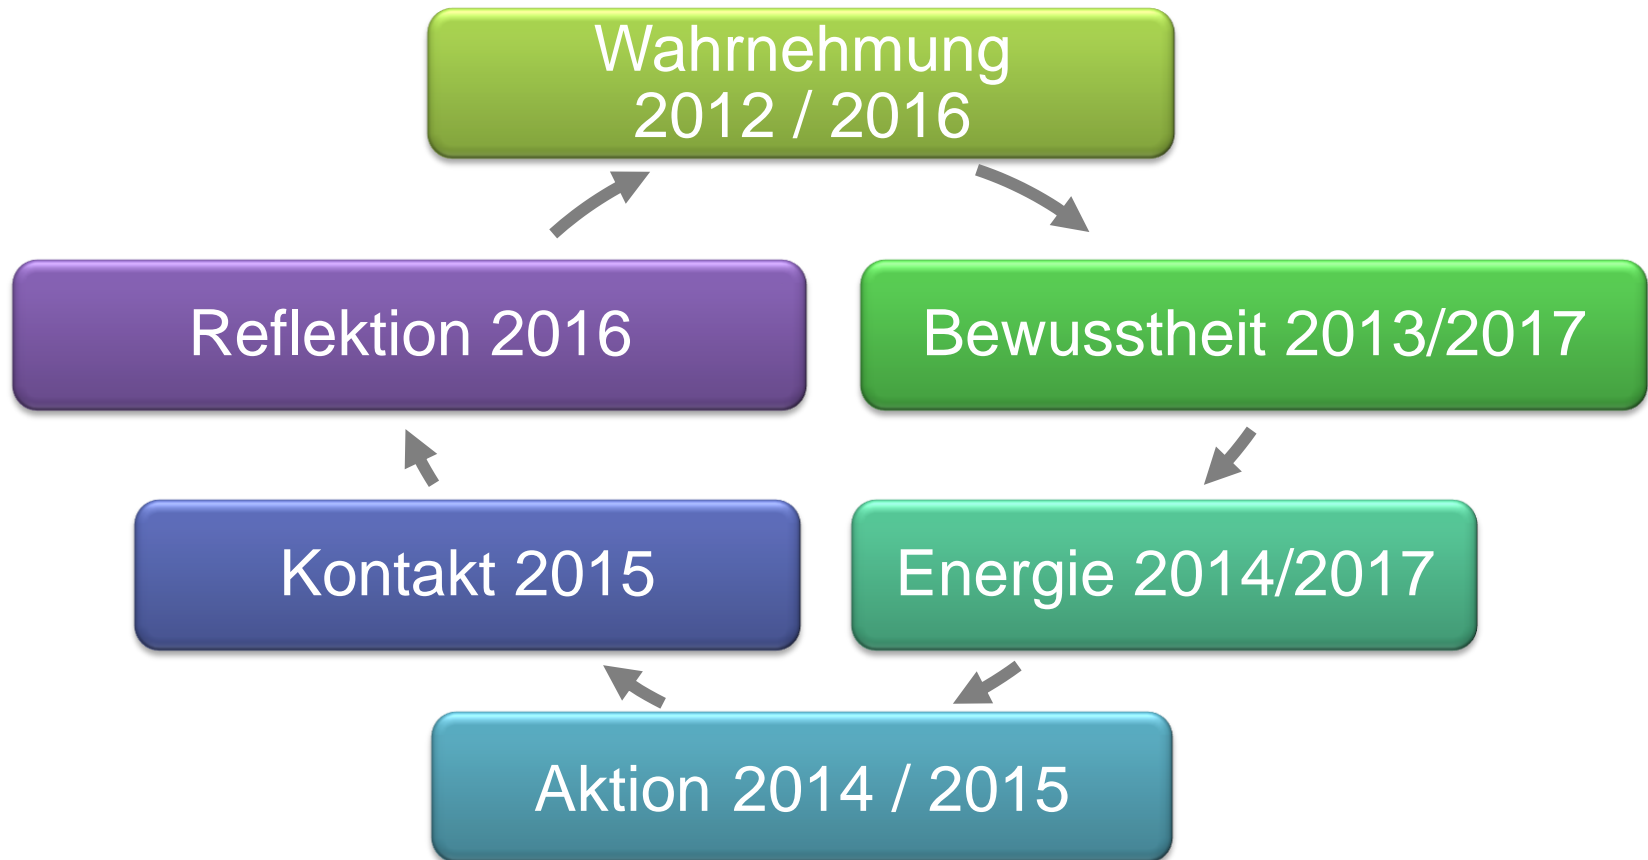 Wahrnehmung
2012 / 2016
Reflektion 2016
Bewusstheit 2013/2017
Kontakt 2015
Energie 2014/2017
Aktion 2014 / 2015